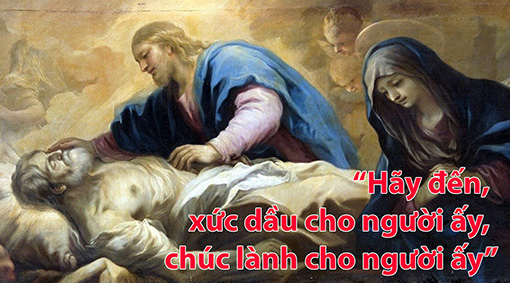 “Hãy đến,
xức dầu cho người ấy,
chúc lành cho người ấy”